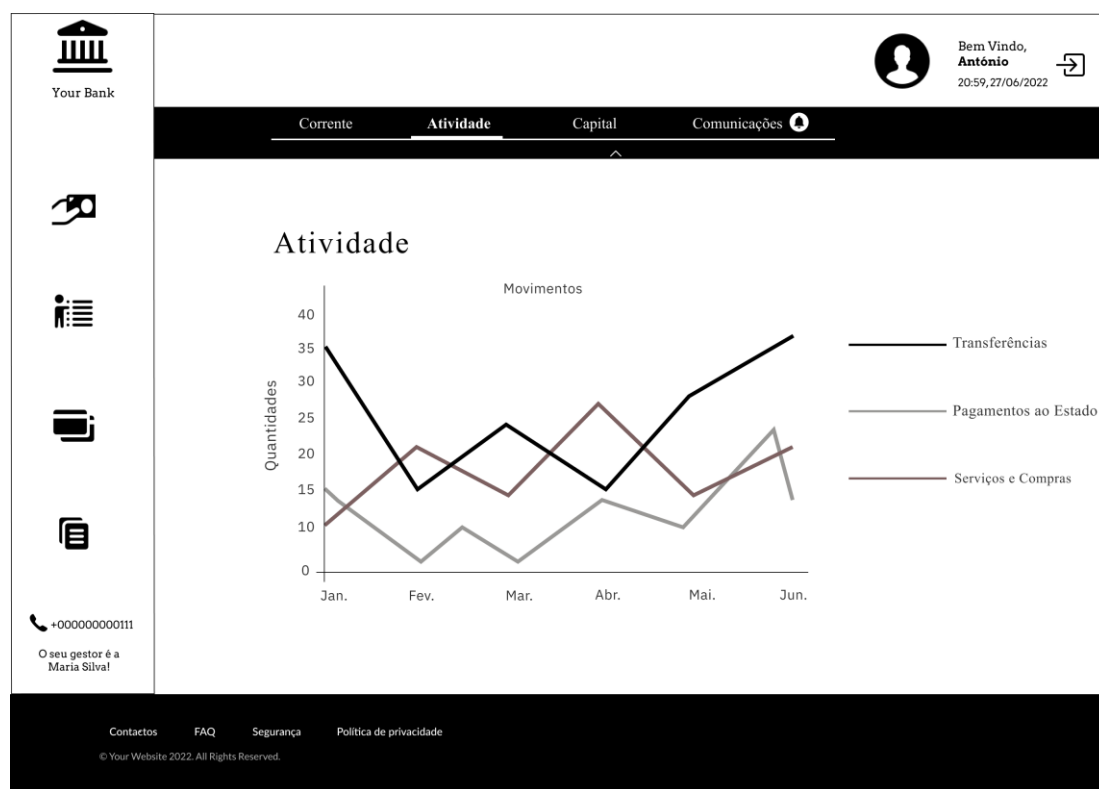 Your Bank
Bem Vindo,
António
20:59, 27/06/2022
Corrente
Atividade
Capital
Comunicações
Atividade
Movimentos
Quantidades
40
35
30
25
20
15
10
0
Jan.
Fev.
Mar.
Abr.
Mai.
Jun.
Transferências
Pagamentos ao Estado
Serviços e Compras
+000000000111
O seu gestor é a
Maria Silva!
Contactos
FAQ
Segurança
Política de privacidade
© Your Website 2022. All Rights Reserved.